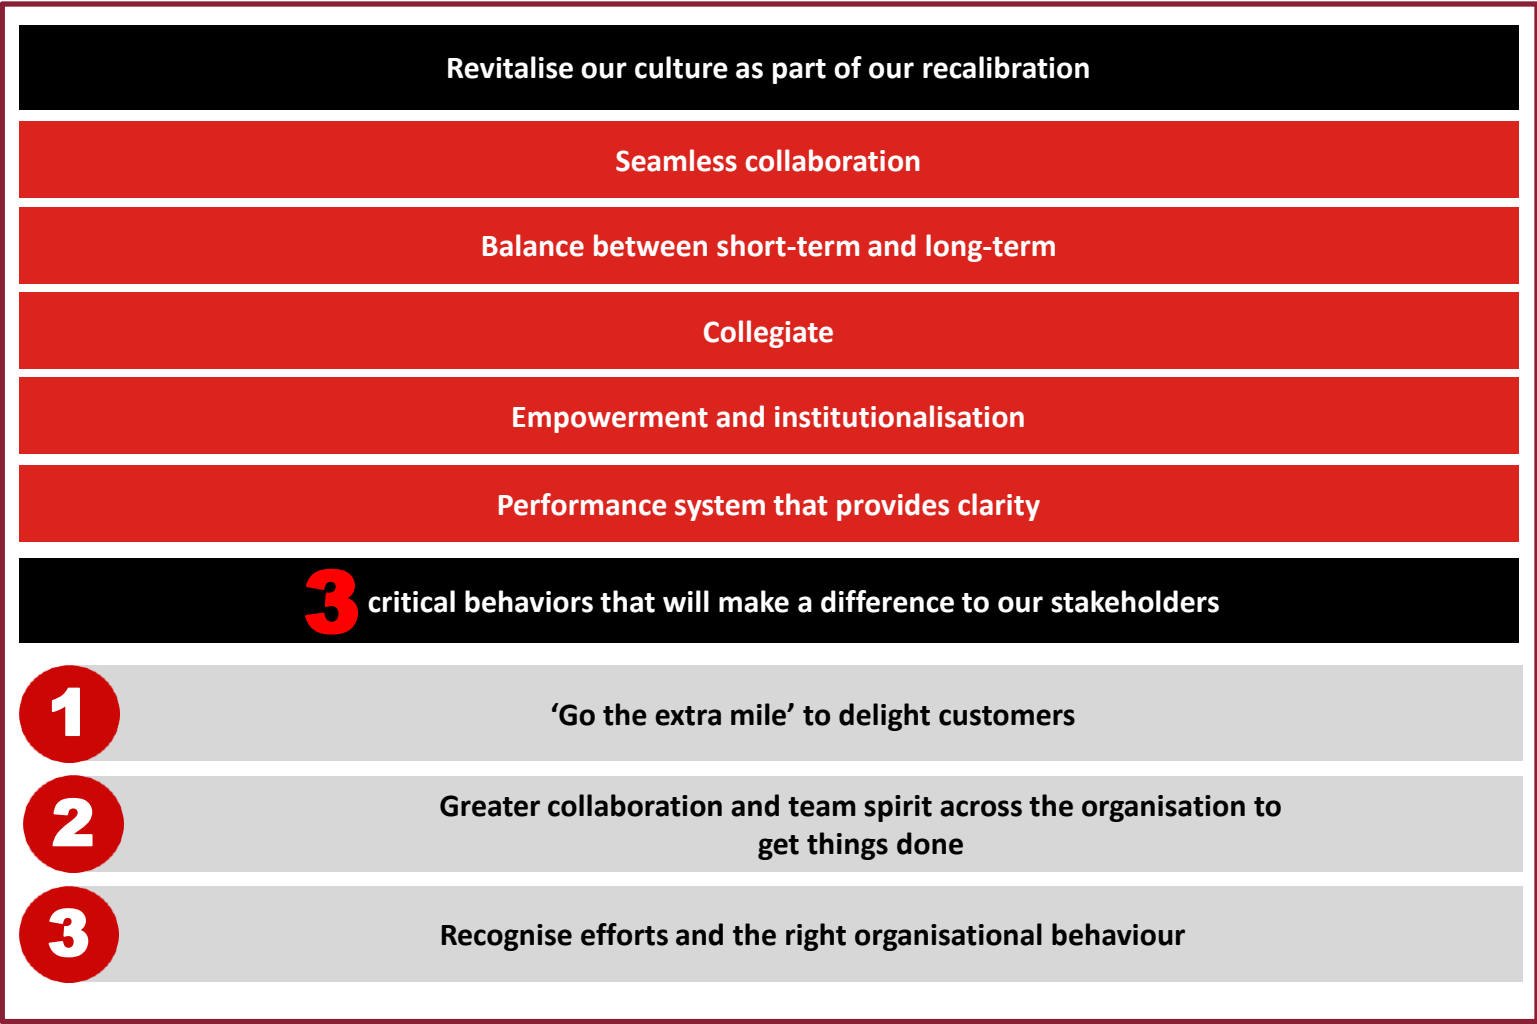 Revitalise our culture as part of our recalibration
Seamless collaboration
Balance between short-term and long-term
Collegiate
Empowerment and institutionalisation
Performance system that provides clarity
3 critical behaviors that will make a difference to our stakeholders
1 ‘Go the extra mile’ to delight customers
2 Greater collaboration and team spirit across the organisation to
get things done
3 Recognise efforts and the right organisational behaviour